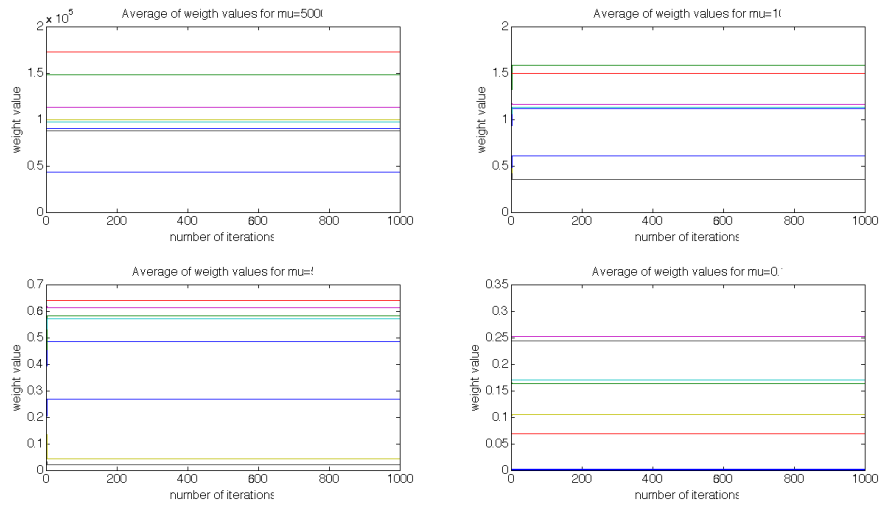 Average of weigth values for mu=500
2 x 10^5
1.5
1
0.5
0
weight value
0 200 400 600 800 1000
number of iterations
Average of weigth values for mu=1
2
1.5
1
0.5
0
weight value
0 200 400 600 800 1000
number of iterations
Average of weigth values for mu=
0.7
0.6
0.5
0.4
0.3
0.2
0.1
0
weight value
0 200 400 600 800 1000
number of iterations
Average of weigth values for mu=0.
0.35
0.3
0.25
0.2
0.15
0.1
0.05
0
weight value
0 200 400 600 800 1000
number of iterations